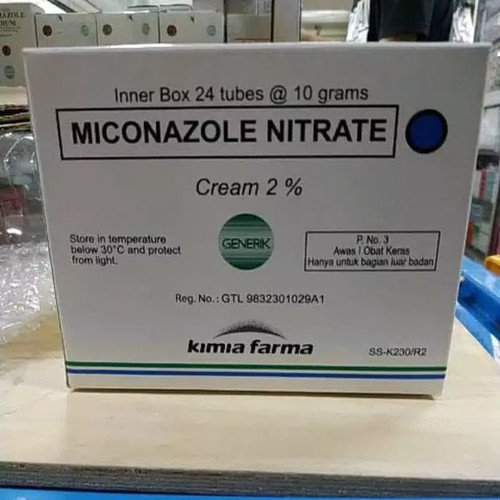 Inner Box 24 tubes @ 10 grams
MICONAZOLE NITRATE
Cream 2 %
Store in temperature
below 30°C and protect
from light.
GENERIK
P. No. 3
Awas ! Obat Keras
Hanya untuk bagian luar badan
Reg. No. : GTL 9832301029A1
kimia farma
SS-K230/R2